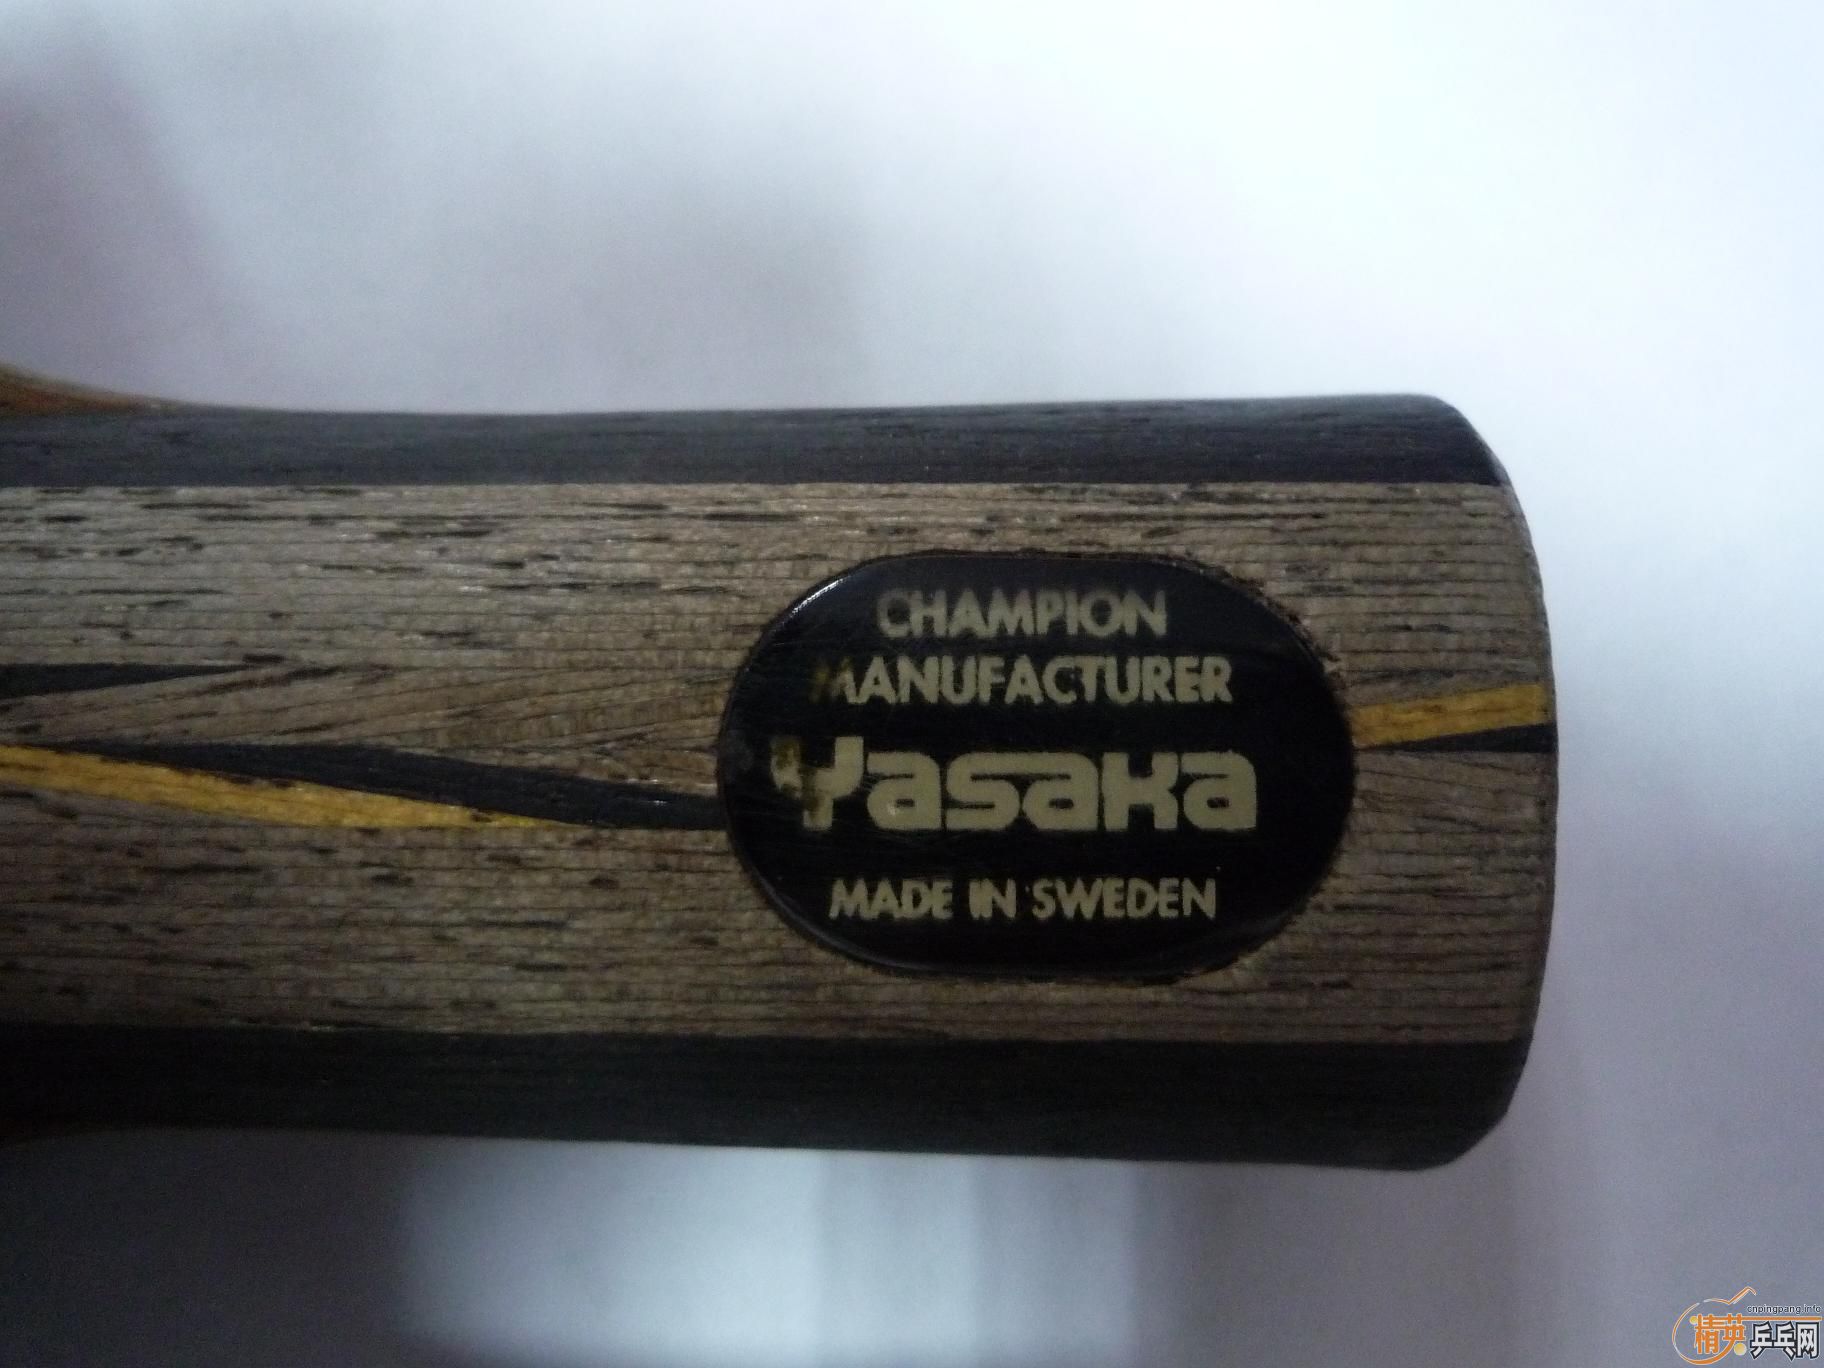 CHAMPION
MANUFACTURER
Yasaka
MADE IN SWEDEN
cnpingpang.info
精英乒乓网